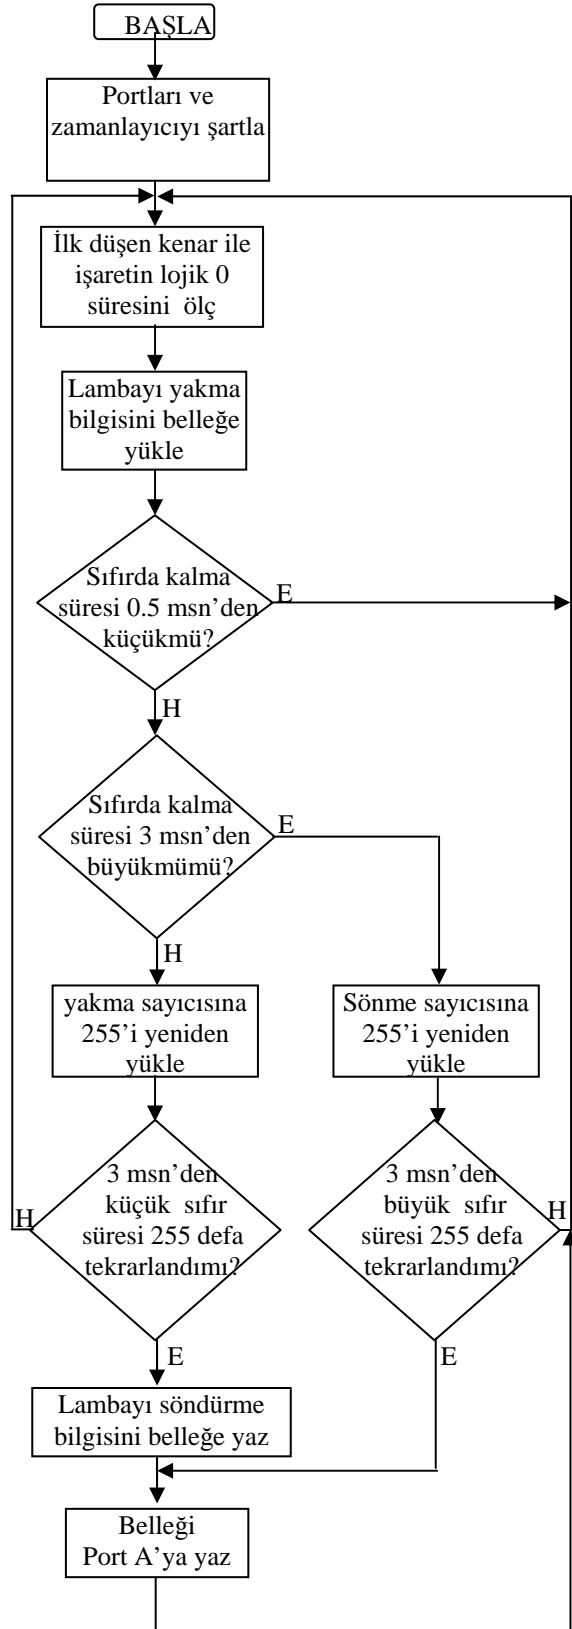 BAŞLA
Portları ve
zamanlayıcıyı şartla
İlk düşen kenar ile
işaretin lojik 0
süresini ölç
Lambayı yakma
bilgisini belleğe
yükle
Sıfırda kalma
süresi 0.5 msn’den
küçükmü?
E
H
Sıfırda kalma
süresi 3 msn’den
büyükmümü?
E
H
yakma sayıcısına
255’i yeniden
yükle
Sönme sayıcısına
255’i yeniden
yükle
3 msn’den
küçük sıfır
süresi 255 defa
tekrarlandımı?
H
E
3 msn’den
büyük sıfır
süresi 255 defa
tekrarlandımı?
H
E
Lambayı söndürme
bilgisini belleğe yaz
Belleği
Port A’ya yaz